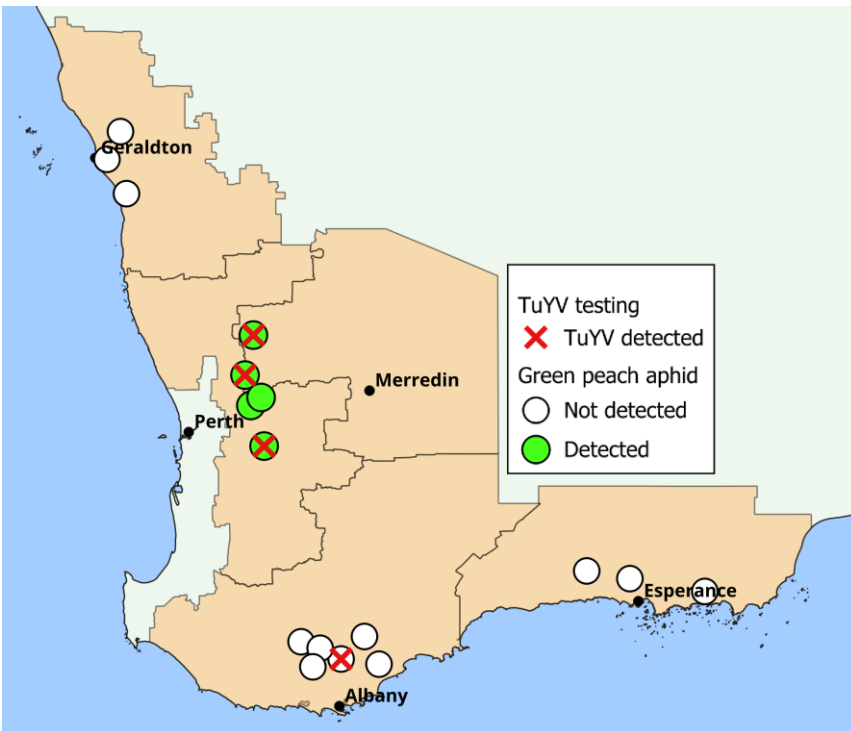 Geraldton
TuYV testing
TuYV detected
Green peach aphid
Merredin
Not detected
Perth
Detected
Esperance
Albany